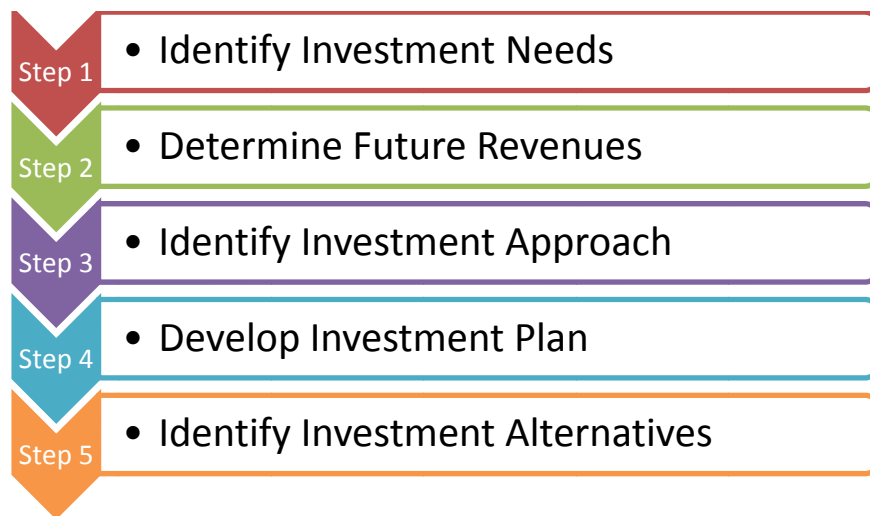 Step 1
• Identify Investment Needs
Step 2
• Determine Future Revenues
Step 3
• Identify Investment Approach
Step 4
• Develop Investment Plan
Step 5
• Identify Investment Alternatives